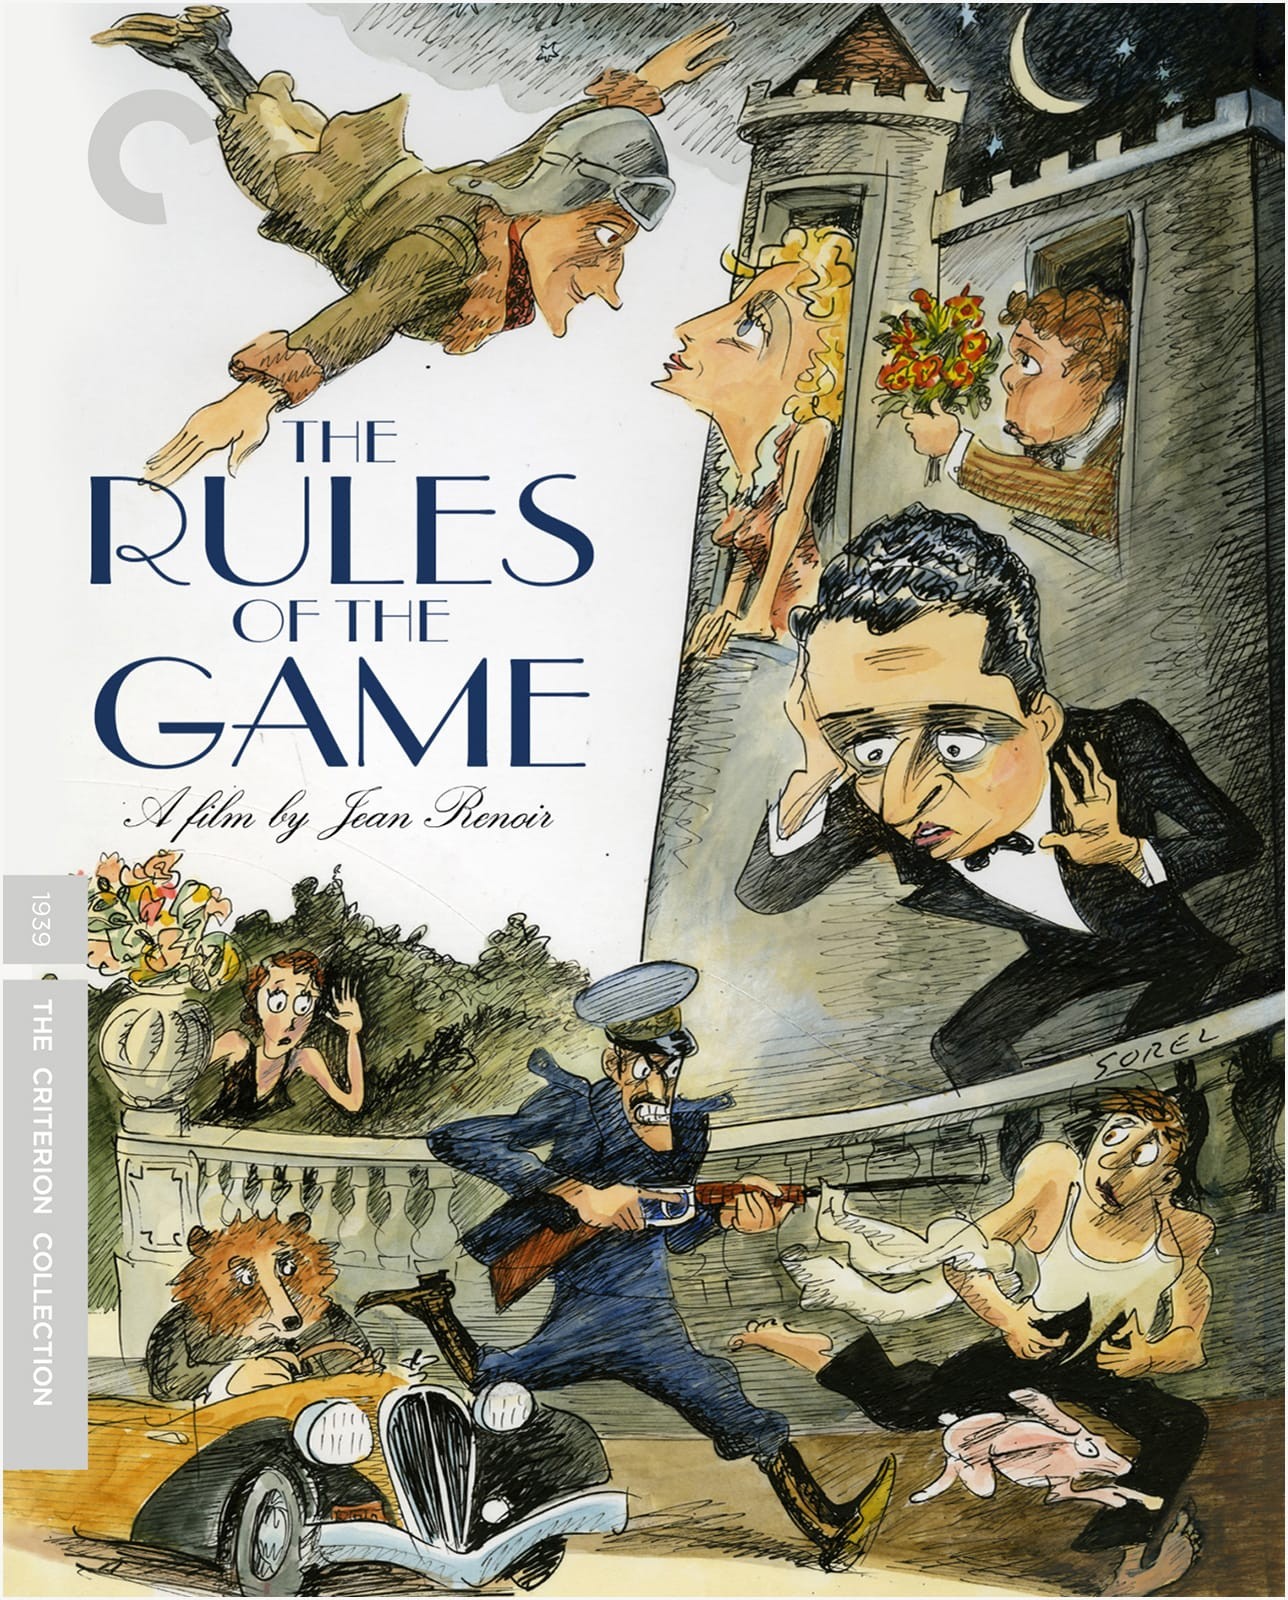 THE
RULES
OF THE
GAME
A film by Jean Renoir
1939
THE CRITERION COLLECTION
SOREL